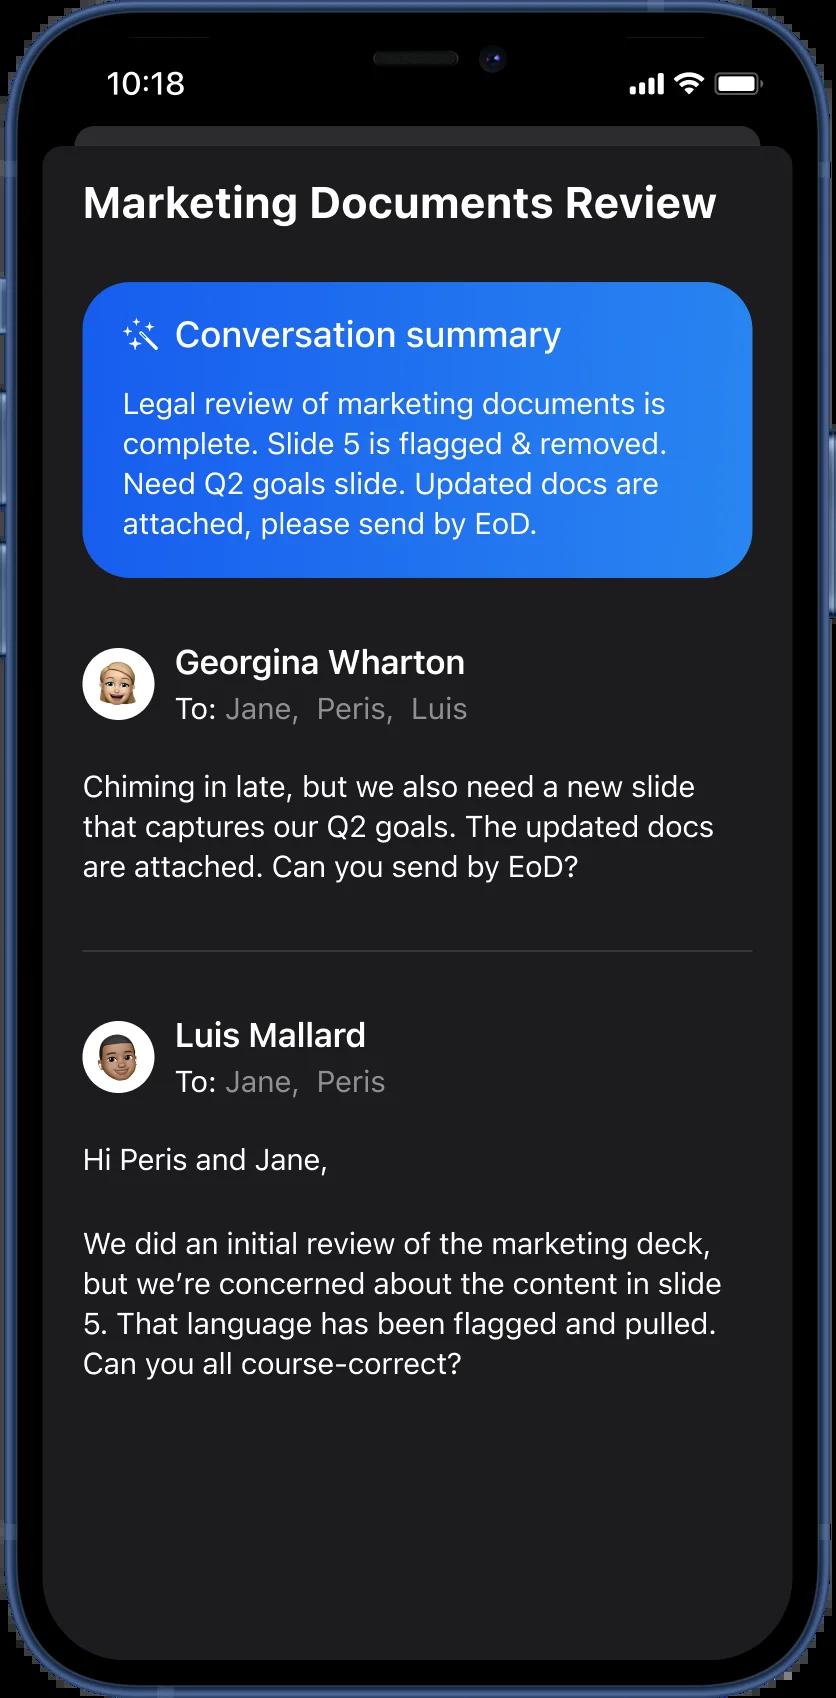 10:18
Marketing Documents Review
Conversation summary
Legal review of marketing documents is
complete. Slide 5 is flagged & removed.
Need Q2 goals slide. Updated docs are
attached, please send by EoD.
Georgina Wharton
To: Jane, Peris, Luis
Chiming in late, but we also need a new slide
that captures our Q2 goals. The updated docs
are attached. Can you send by EoD?
Luis Mallard
To: Jane, Peris
Hi Peris and Jane,
We did an initial review of the marketing deck,
but we’re concerned about the content in slide
5. That language has been flagged and pulled.
Can you all course-correct?